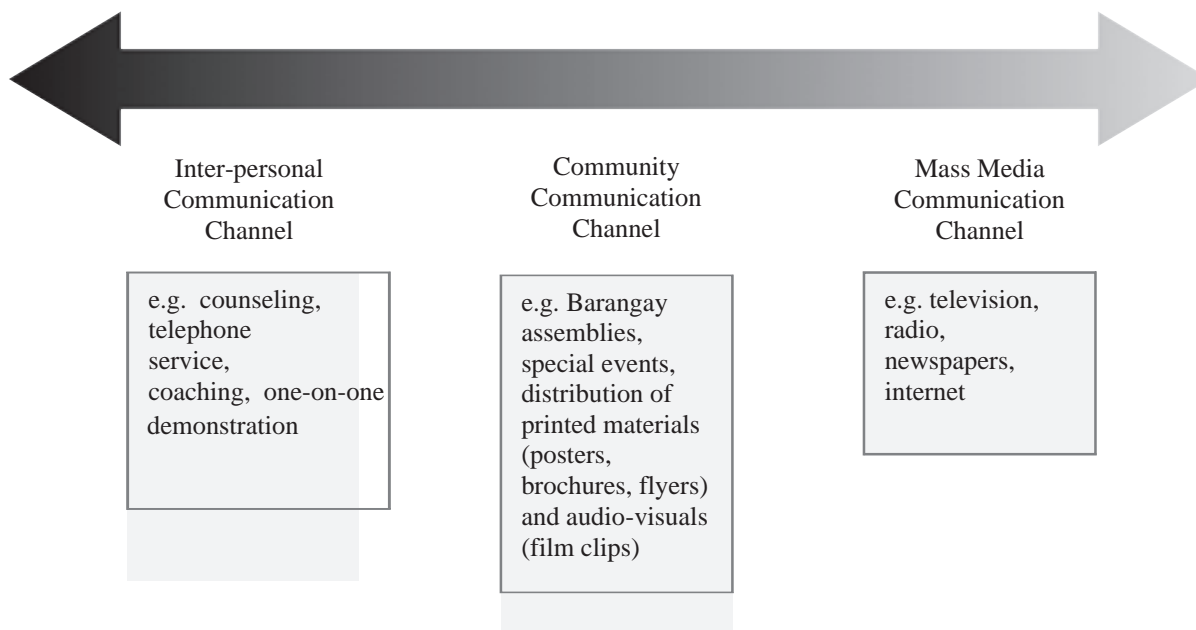 Inter-personal
Communication
Channel
e.g. counseling,
telephone
service,
coaching, one-on-one
demonstration
Community
Communication
Channel
e.g. Barangay
assemblies,
special events,
distribution of
printed materials
(posters,
brochures, flyers)
and audio-visuals
(film clips)
Mass Media
Communication
Channel
e.g. television,
radio,
newspapers,
internet